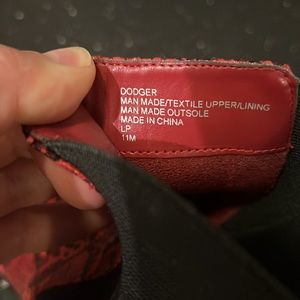 DODGER
MAN MADE/TEXTILE UPPER/LINING
MAN MADE OUTSOLE
MADE IN CHINA
LP
11M